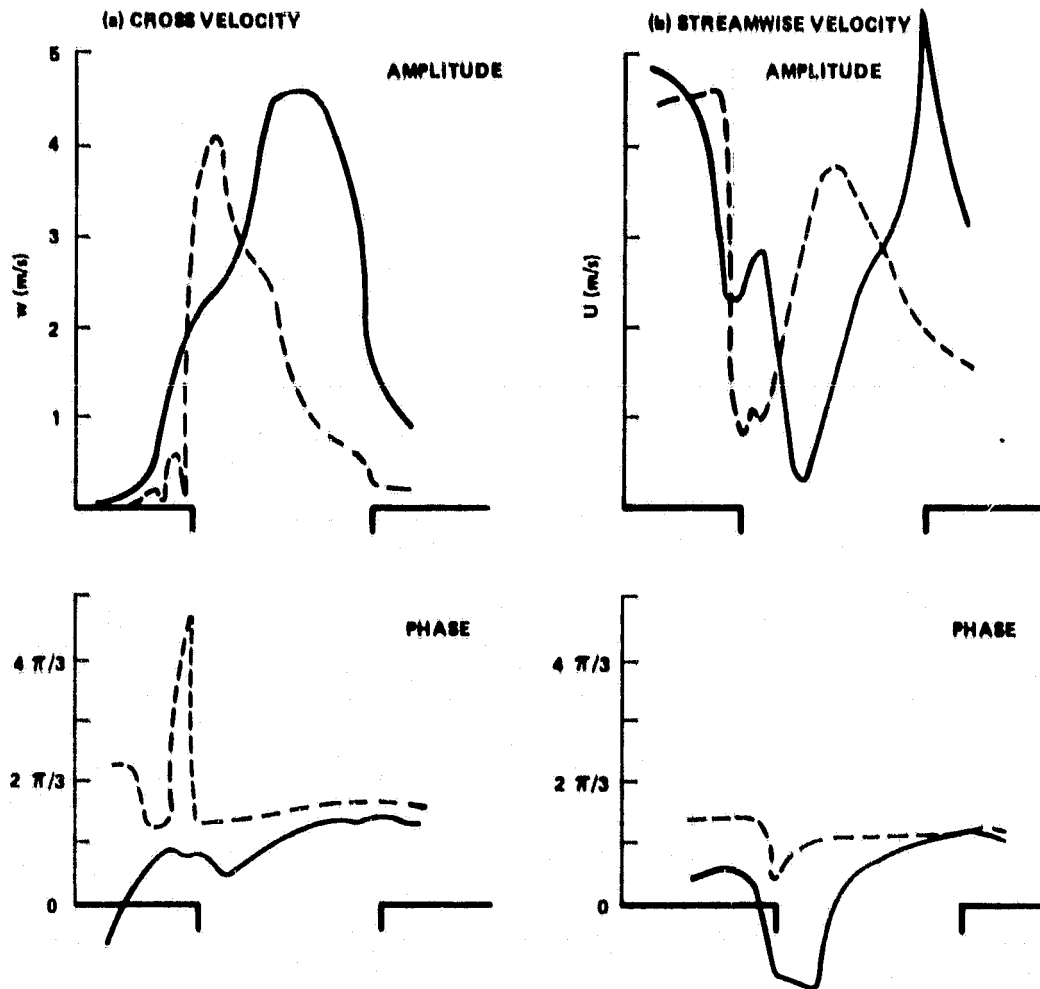 (a) CROSS VELOCITY
AMPLITUDE
5
4
3
2
1
0
w (m/s)
(b) STREAMWISE VELOCITY
AMPLITUDE
U (m/s)
PHASE
4 π/3
2 π/3
0
PHASE
4 π/3
2 π/3
0